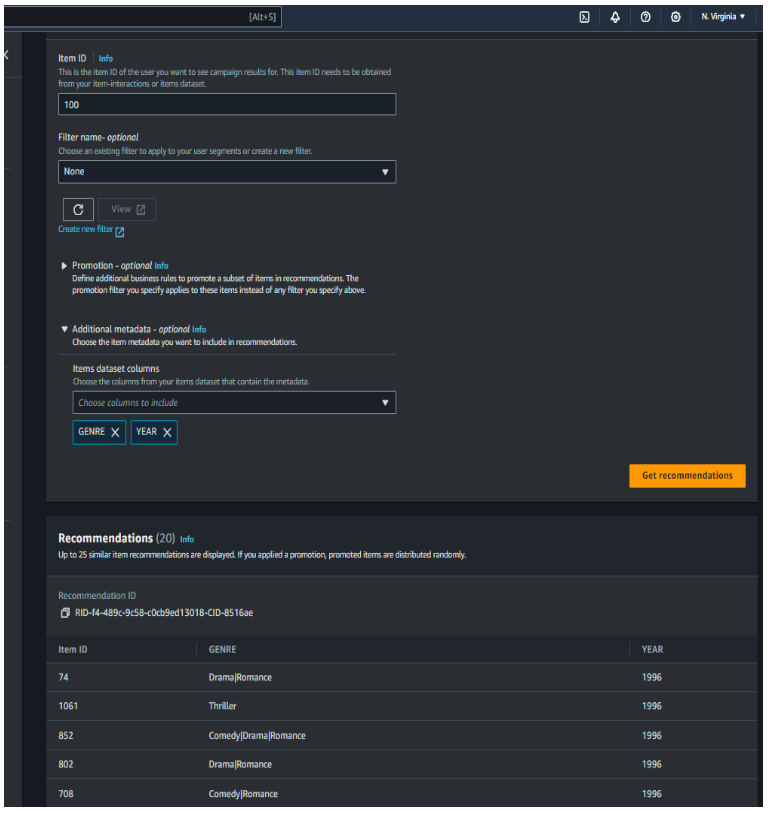 [Alt+S]
N. Virginia ▼
Item ID Info
This is the item ID of the user you want to see campaign results for. This item ID needs to be obtained
from your item-interactions or items dataset.
100
Filter name- optional
Choose an existing filter to apply to your user segments or create a new filter.
None
View
Create new filter
Promotion - optional Info
Define additional business rules to promote a subset of items in recommendations. The
promotion filter you specify applies to these items instead of any filter you specify above.
Additional metadata - optional Info
Choose the item metadata you want to include in recommendations.
Items dataset columns
Choose the columns from your items dataset that contain the metadata.
Choose columns to include
GENRE YEAR
Get recommendations
Recommendations (20) Info
Up to 25 similar item recommendations are displayed. If you applied a promotion, promoted items are distributed randomly.
Recommendation ID
RID-f4-489c-9c58-c0cb9ed13018-CID-8516ae
Item ID GENRE YEAR
74 Drama|Romance 1996
1061 Thriller 1996
852 Comedy|Drama|Romance 1996
802 Drama|Romance 1996
708 Comedy|Romance 1996